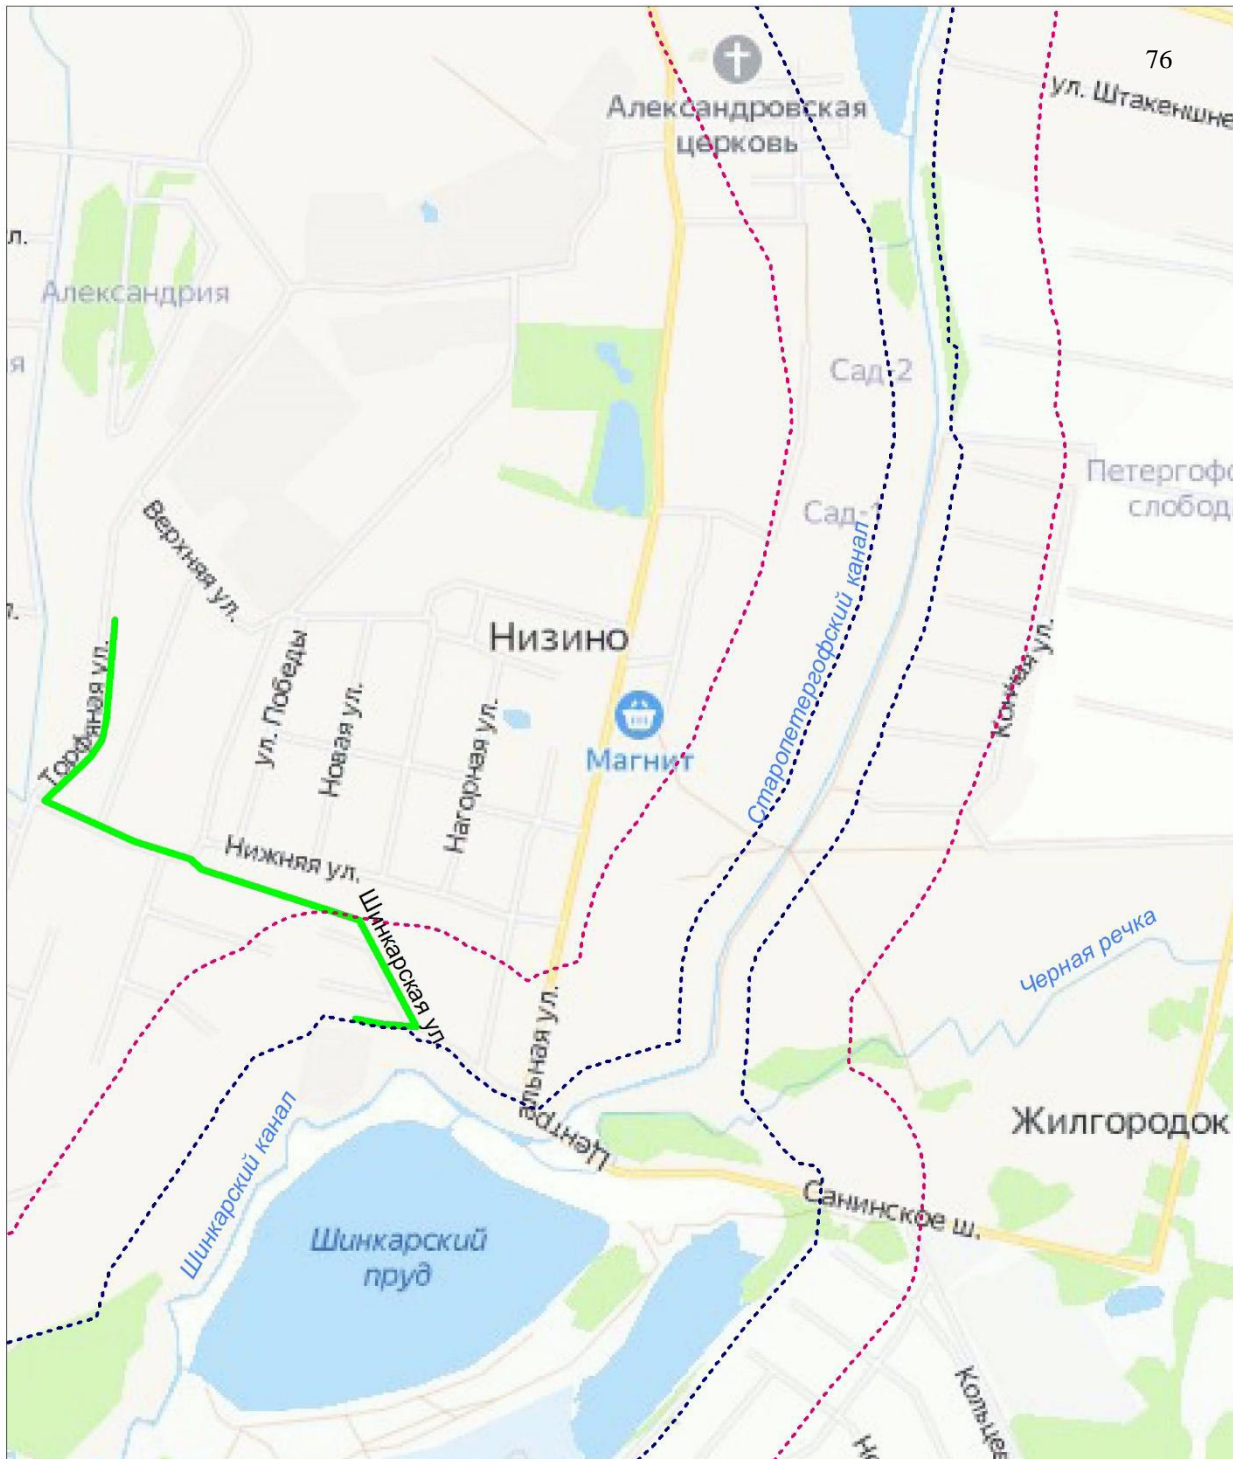 76
ул. Штакеншне
Александровская
церковь
л.
Александрия
я
Сад-2
Петергофс
слобод
Сад-1
Верхняя ул.
Старопетергофский канал
Низино
Торфяная ул.
ул. Победы
Новая ул.
Нагорная ул.
Конная ул.
Магнит
Нижняя ул.
Шинкарская ул.
Черная речка
Центральная ул.
Шинкарский канал
Жилгородок
Санинское ш.
Шинкарский
пруд
Кольцев
Но